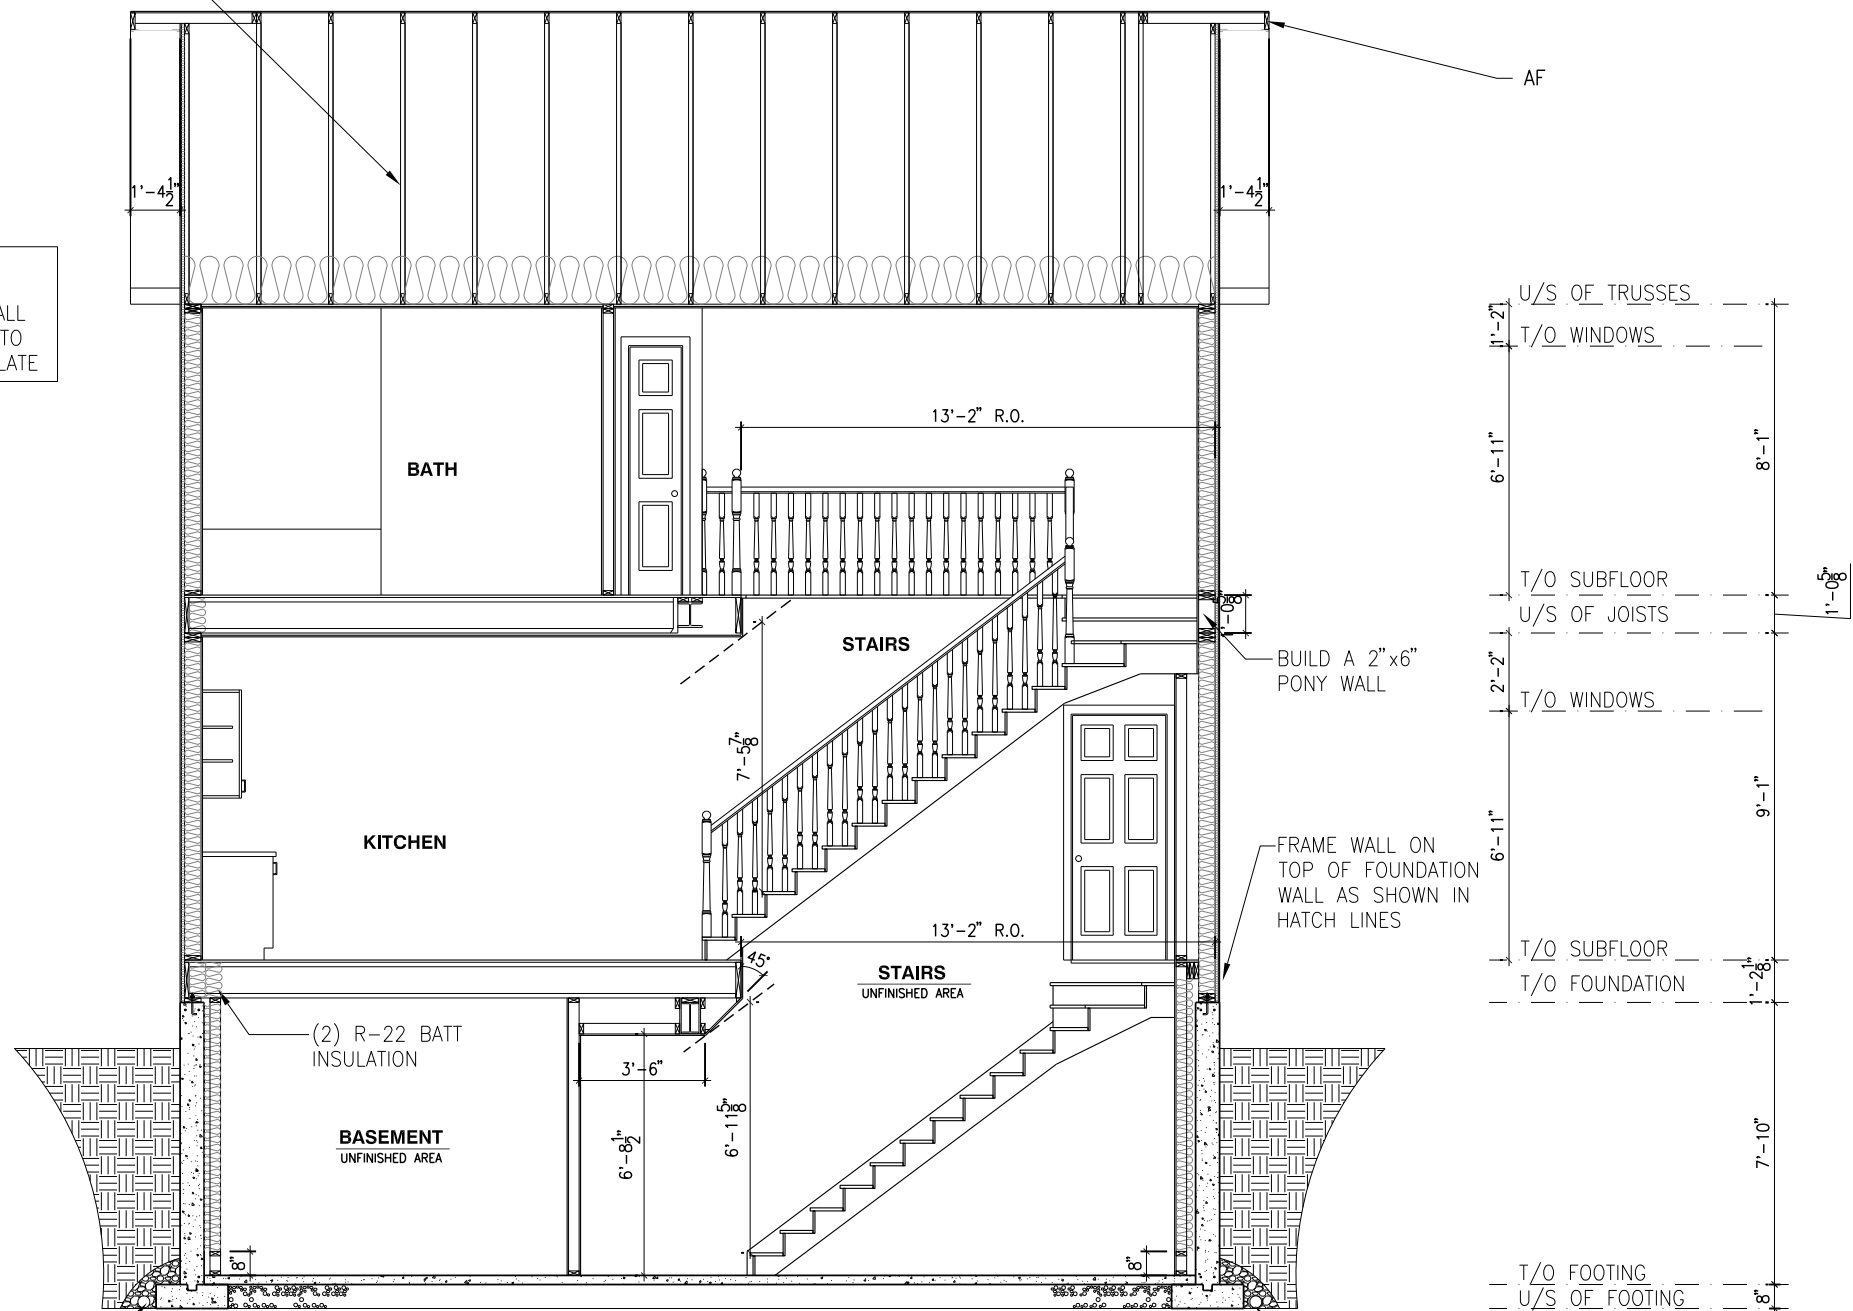 AF
1'-4 1/2"
1'-4 1/2"
ALL
TO
LATE
U/S OF TRUSSES
1'-2"
T/O WINDOWS
13'-2" R.O.
6'-11"
8'-1"
BATH
T/O SUBFLOOR
1'-0 5/8"
U/S OF JOISTS
STAIRS
BUILD A 2"x6"
PONY WALL
2'-2"
T/O WINDOWS
7'-5 7/8"
9'-1"
KITCHEN
FRAME WALL ON
TOP OF FOUNDATION
WALL AS SHOWN IN
HATCH LINES
6'-11"
13'-2" R.O.
T/O SUBFLOOR
45°
STAIRS
UNFINISHED AREA
T/O FOUNDATION
1'-2 1/8"
(2) R-22 BATT
INSULATION
3'-6"
6'-11 5/8"
6'-8 1/2"
BASEMENT
UNFINISHED AREA
7'-10"
8"
8"
T/O FOOTING
U/S OF FOOTING
8"